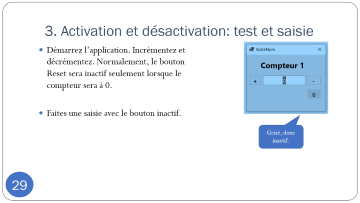 3. Activation et désactivation: test et saisie
Démarrez l'application. Incrémentez et
décrémentez. Normalement, le bouton
Reset sera inactif seulement lorsque le
compteur sera à 0.
Faites une saisie avec le bouton inactif.
VotreNom
Compteur 1
+
-
0
Grisé, donc
inactif.
29